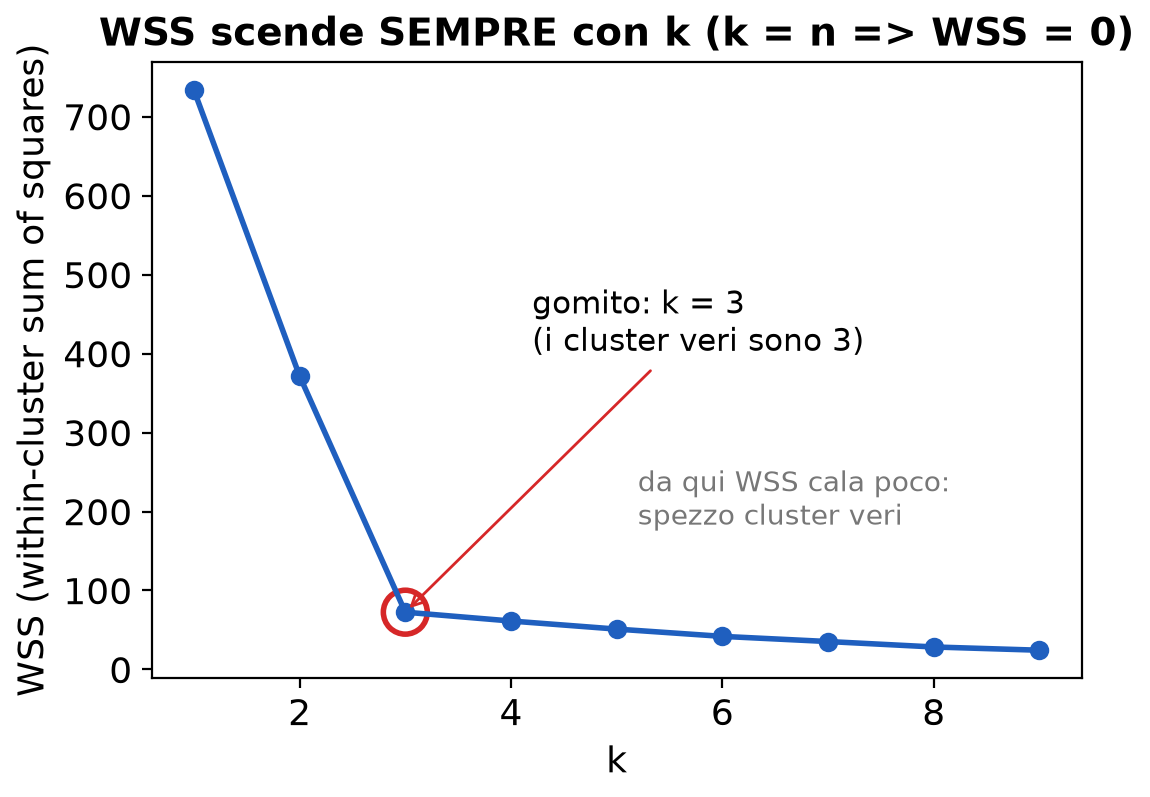 WSS scende SEMPRE con k (k = n => WSS = 0)
WSS (within-cluster sum of squares)
700
600
500
400
300
200
100
0
gomito: k = 3
(i cluster veri sono 3)
da qui WSS cala poco:
spezzo cluster veri
2
4
6
8
k